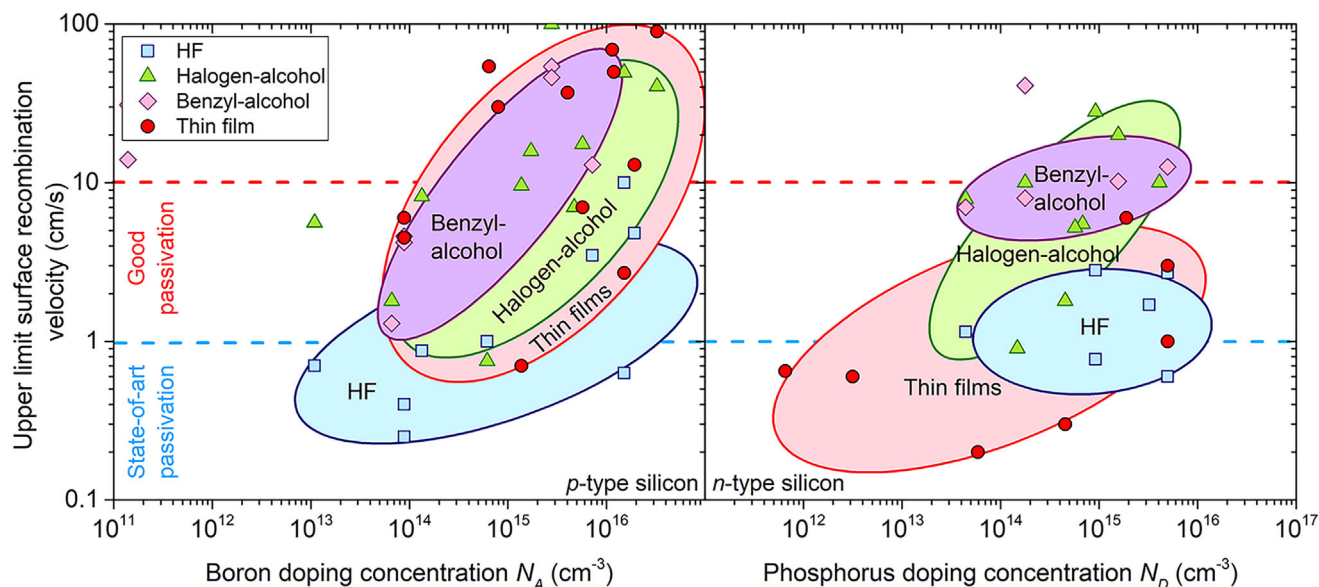 Upper limit surface recombination
velocity (cm/s)
100
10
1
0.1
HF
Halogen-alcohol
Benzyl-alcohol
Thin film
Good
passivation
State-of-art
passivation
Benzyl-
alcohol
Halogen-alcohol
Thin films
HF
p-type silicon
n-type silicon
Benzyl-
alcohol
Halogen-alcohol
HF
Thin films
10¹¹ 10¹² 10¹³ 10¹⁴ 10¹⁵ 10¹⁶
10¹² 10¹³ 10¹⁴ 10¹⁵ 10¹⁶ 10¹⁷
Boron doping concentration N_A (cm⁻³)
Phosphorus doping concentration N_D (cm⁻³)